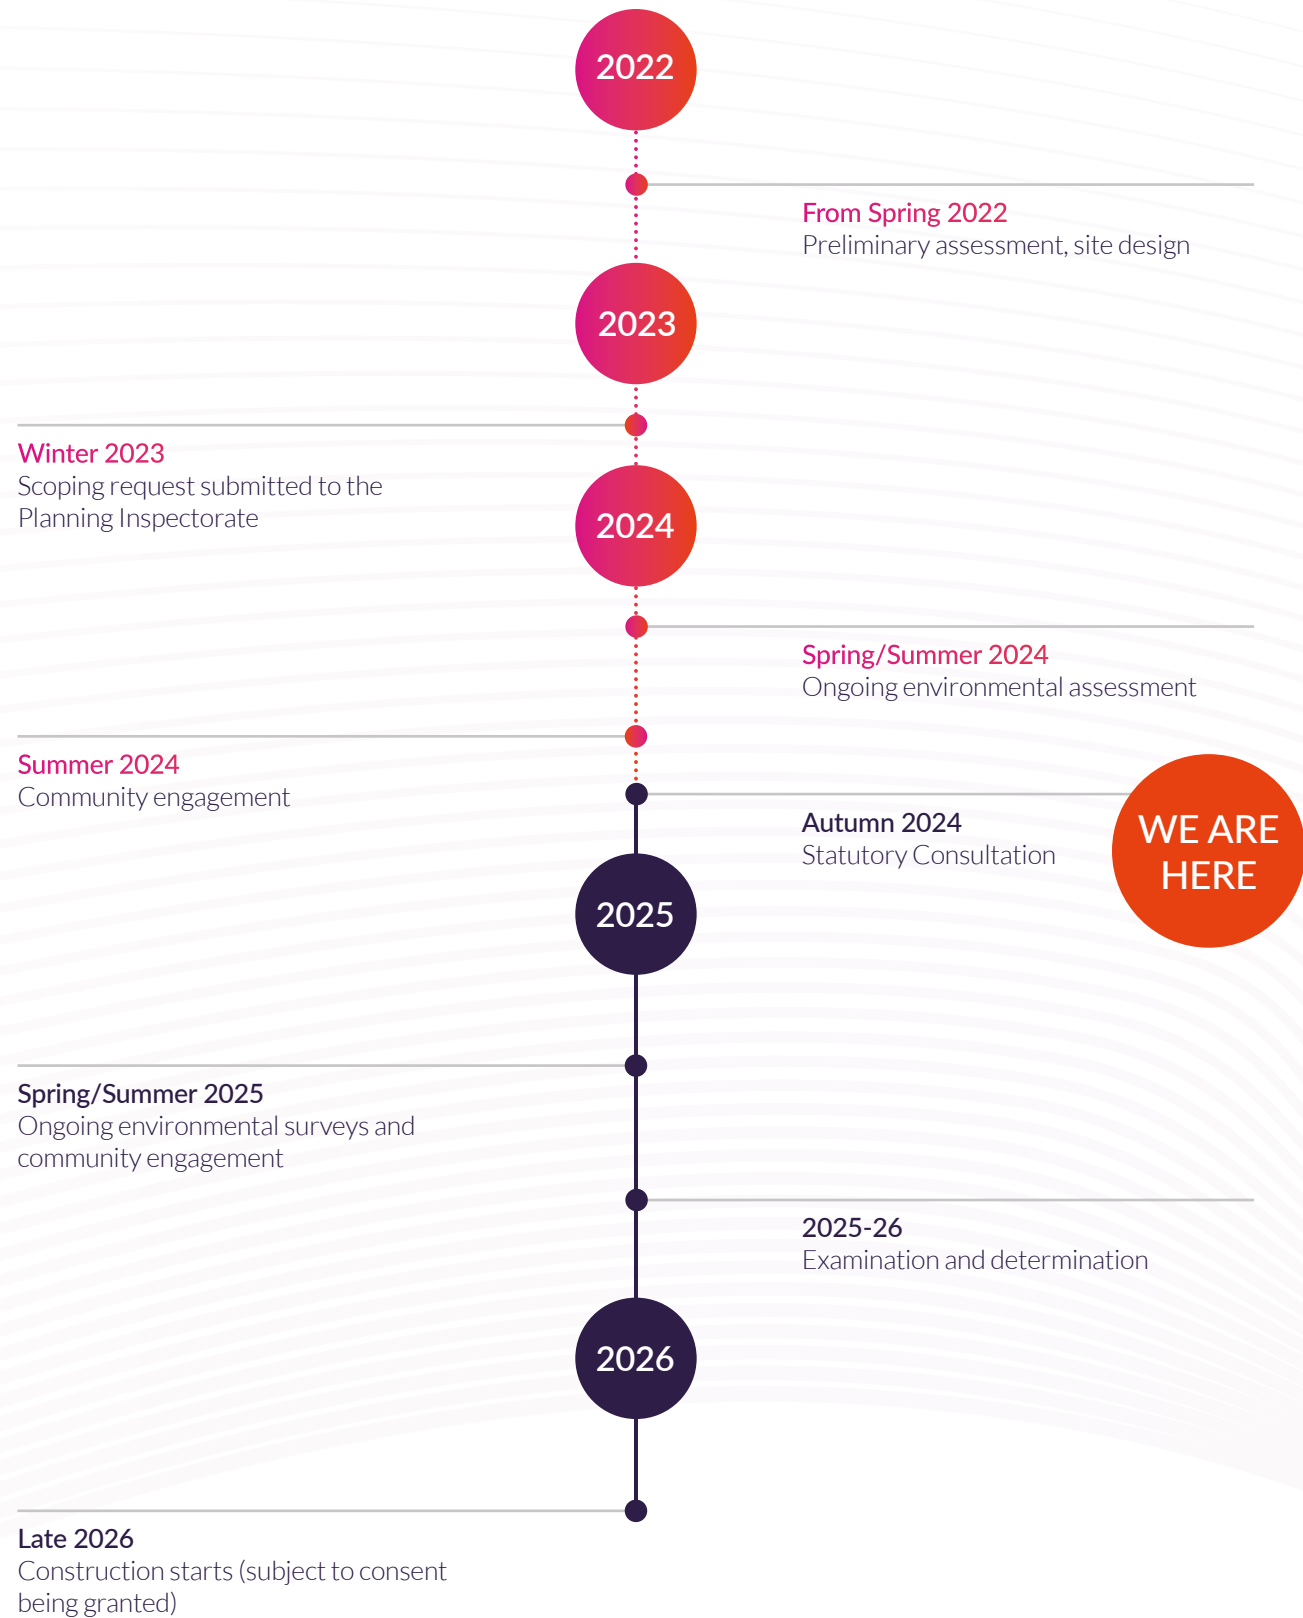 2022
From Spring 2022
Preliminary assessment, site design
2023
Winter 2023
Scoping request submitted to the
Planning Inspectorate
2024
Spring/Summer 2024
Ongoing environmental assessment
Summer 2024
Community engagement
Autumn 2024
Statutory Consultation
WE ARE
HERE
2025
Spring/Summer 2025
Ongoing environmental surveys and
community engagement
2025-26
Examination and determination
2026
Late 2026
Construction starts (subject to consent
being granted)